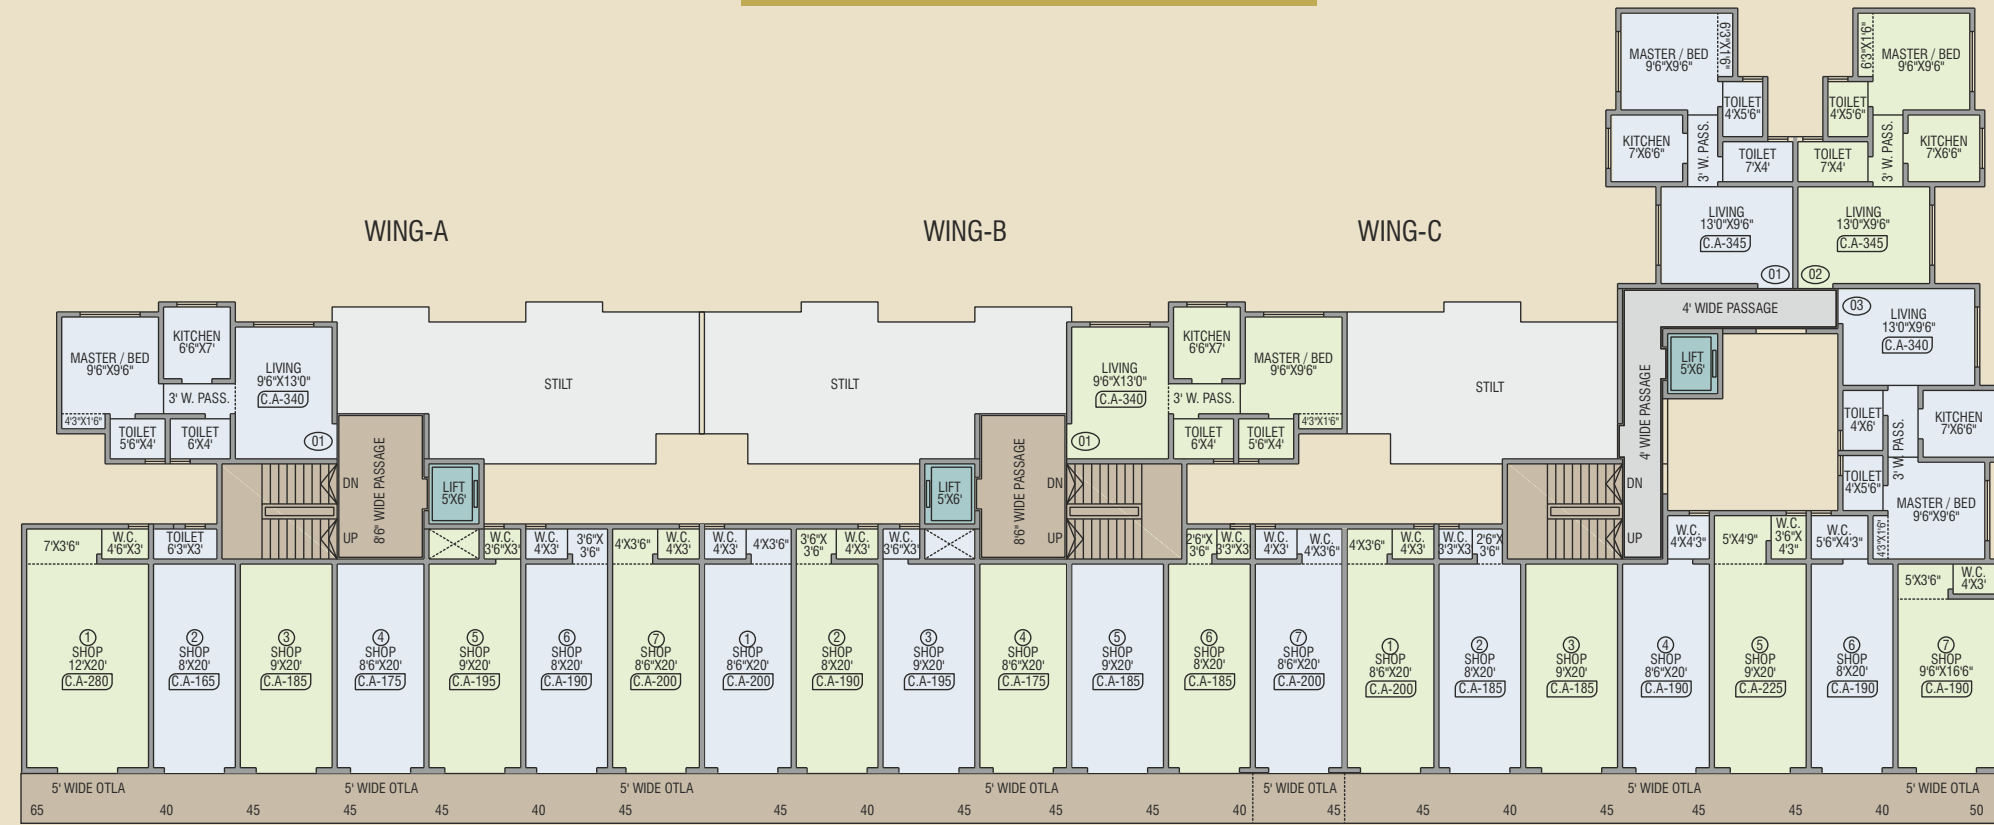 WING-A
WING-B
WING-C
MASTER / BED
9'6"X9'6"
6'3"X1'6"
TOILET
4'X5'6"
KITCHEN
7'X6'6"
3' W. PASS.
TOILET
7'X4'
LIVING
13'0"X9'6"
C.A-345
01
6'3"X1'6"
MASTER / BED
9'6"X9'6"
TOILET
4'X5'6"
KITCHEN
7'X6'6"
3' W. PASS.
TOILET
7'X4'
LIVING
13'0"X9'6"
C.A-345
02
4' WIDE PASSAGE
03
LIVING
13'0"X9'6"
C.A-340
LIFT
5'X6'
4' WIDE PASSAGE
TOILET
4'X6'
3' W. PASS.
KITCHEN
7'X6'6"
TOILET
4'X5'6"
MASTER / BED
9'6"X9'6"
4'3"X1'6"
MASTER / BED
9'6"X9'6"
4'3"X1'6"
KITCHEN
6'6"X7'
3' W. PASS.
TOILET
5'6"X4'
TOILET
6'X4'
LIVING
9'6"X13'0"
C.A-340
01
STILT
8'6" WIDE PASSAGE
DN
UP
LIFT
5'X6'
STILT
LIFT
5'X6'
8'6" WIDE PASSAGE
DN
UP
LIVING
9'6"X13'0"
C.A-340
01
KITCHEN
6'6"X7'
3' W. PASS.
TOILET
6'X4'
TOILET
5'6"X4'
MASTER / BED
9'6"X9'6"
4'3"X1'6"
STILT
DN
UP
7'X3'6"
W.C.
4'6"X3'
TOILET
6'3"X3'
W.C.
3'6"X3'
W.C.
4'X3'
3'6"X
3'6"
4'X3'6"
W.C.
4'X3'
W.C.
4'X3'
4'X3'6"
3'6"X
3'6"
W.C.
4'X3'
W.C.
3'6"X3'
2'6"X
3'6"
W.C.
3'3"X3'
W.C.
4'X3'
W.C.
4'X3'6"
4'X3'6"
W.C.
4'X3'
W.C.
3'3"X3'
2'6"X
3'6"
W.C.
4'X4'3"
5'X4'9"
W.C.
3'6"X
4'3"
W.C.
5'6"X4'3"
5'X3'6"
W.C.
4'X3'
1
SHOP
12'X20'
C.A-280
2
SHOP
8'X20'
C.A-165
3
SHOP
9'X20'
C.A-185
4
SHOP
8'6"X20'
C.A-175
5
SHOP
9'X20'
C.A-195
6
SHOP
8'X20'
C.A-190
7
SHOP
8'6"X20'
C.A-200
1
SHOP
8'6"X20'
C.A-200
2
SHOP
8'X20'
C.A-190
3
SHOP
9'X20'
C.A-195
4
SHOP
8'6"X20'
C.A-175
5
SHOP
9'X20'
C.A-185
6
SHOP
8'X20'
C.A-185
7
SHOP
8'6"X20'
C.A-200
1
SHOP
8'6"X20'
C.A-200
2
SHOP
8'X20'
C.A-185
3
SHOP
9'X20'
C.A-185
4
SHOP
8'6"X20'
C.A-190
5
SHOP
9'X20'
C.A-225
6
SHOP
8'X20'
C.A-190
7
SHOP
9'6"X16'6"
C.A-190
5' WIDE OTLA 5' WIDE OTLA 5' WIDE OTLA 5' WIDE OTLA 5' WIDE OTLA 5' WIDE OTLA 5' WIDE OTLA
65 40 45 45 45 40 45 45 40 45 45 45 40 45 45 40 45 45 45 40 50